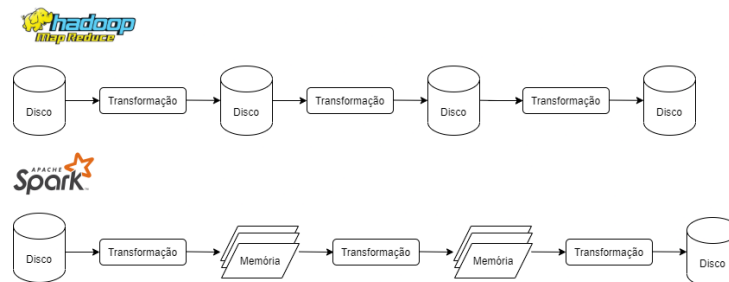 hadoop
Map Reduce
Disco
Transformação
Disco
Transformação
Disco
Transformação
Disco
APACHE
Spark
Disco
Transformação
Memória
Transformação
Memória
Transformação
Disco